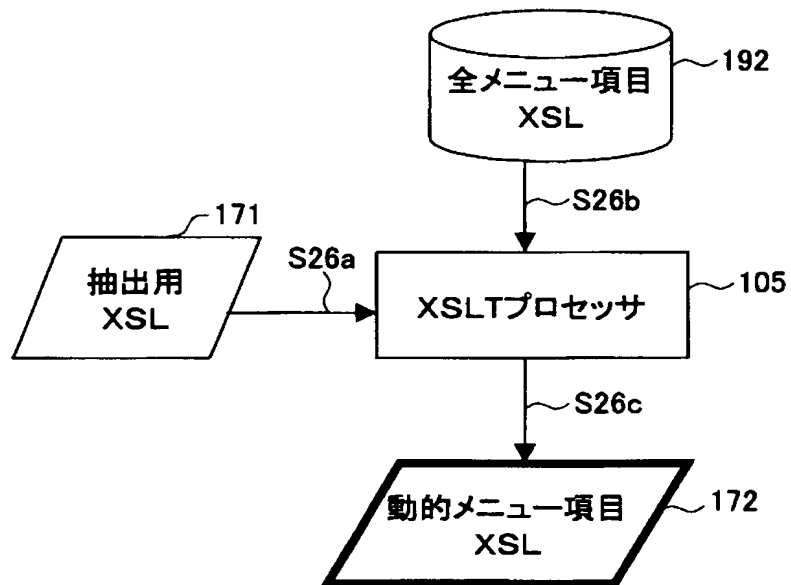 全メニュー項目
XSL
192
S26b
171
抽出用
XSL
S26a
XSLTプロセッサ
105
S26c
動的メニュー項目
XSL
172